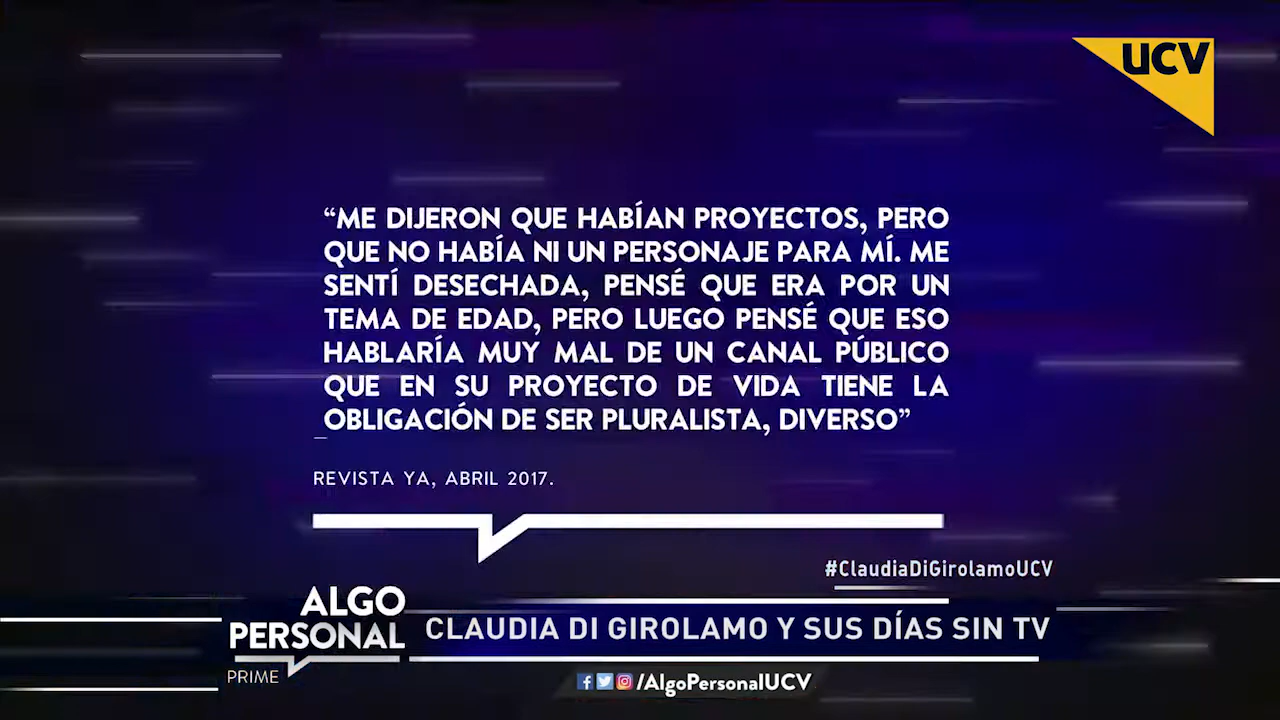 UCV
“ME DIJERON QUE HABÍAN PROYECTOS, PERO
QUE NO HABÍA NI UN PERSONAJE PARA MÍ. ME
SENTÍ DESECHADA, PENSÉ QUE ERA POR UN
TEMA DE EDAD, PERO LUEGO PENSÉ QUE ESO
HABLARÍA MUY MAL DE UN CANAL PÚBLICO
QUE EN SU PROYECTO DE VIDA TIENE LA
OBLIGACIÓN DE SER PLURALISTA, DIVERSO”
REVISTA YA, ABRIL 2017.
#ClaudiaDiGirolamoUCV
ALGO
PERSONAL
PRIME
CLAUDIA DI GIROLAMO Y SUS DÍAS SIN TV
/AlgoPersonalUCV